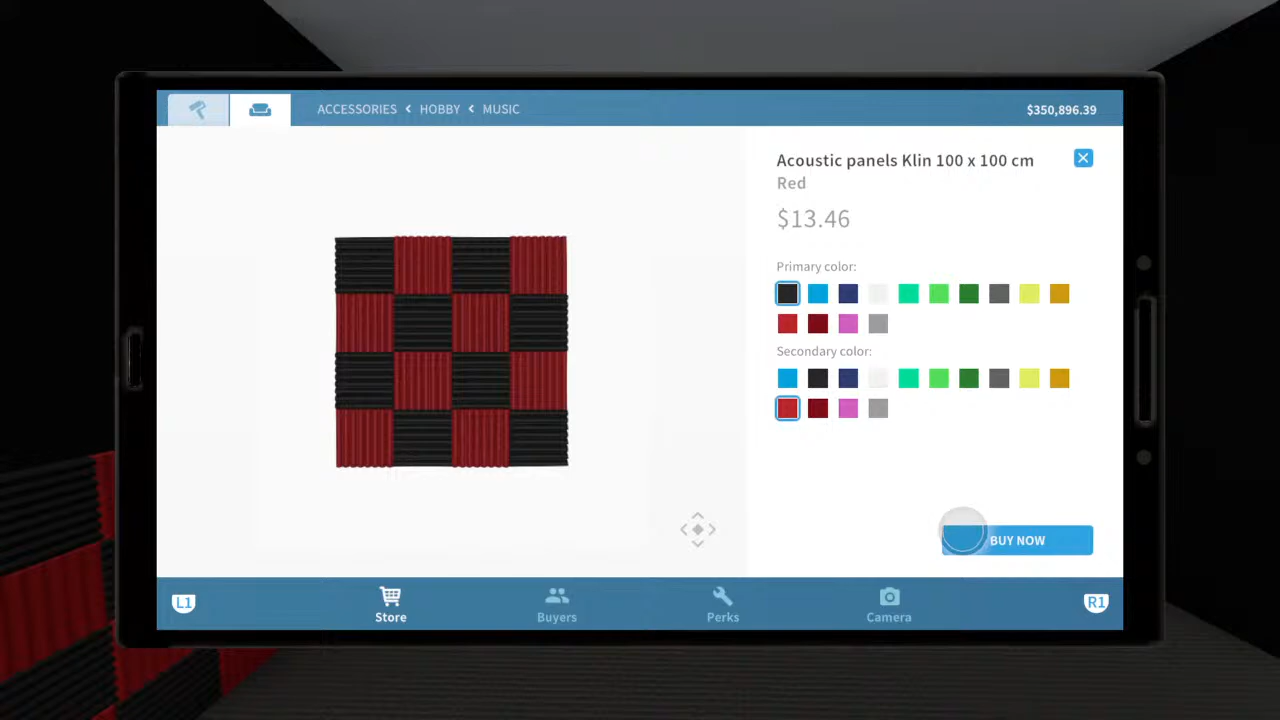 ACCESSORIES < HOBBY < MUSIC
$350,896.39
Acoustic panels Klin 100 x 100 cm
Red
$13.46
Primary color:
Secondary color:
BUY NOW
L1
Store
Buyers
Perks
Camera
R1